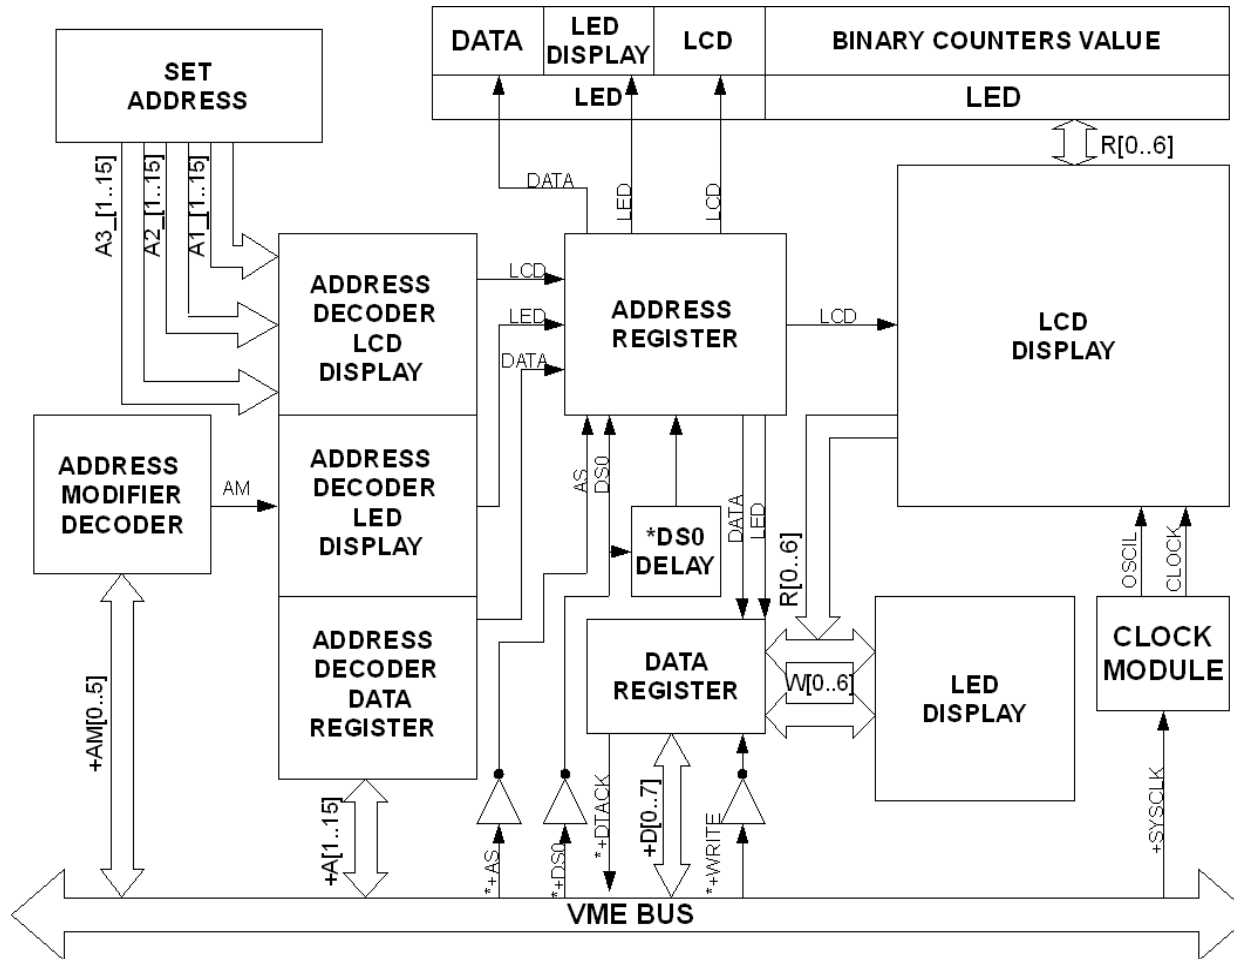 SET
ADDRESS
DATA
LED
DISPLAY
LCD
BINARY COUNTERS VALUE
LED
LED
R[0..6]
A3_[1..15]
A2_[1..15]
A1_[1..15]
DATA
LED
LCD
ADDRESS
DECODER
LCD
DISPLAY
LCD
LED
DATA
ADDRESS
REGISTER
LCD
LCD
DISPLAY
ADDRESS
MODIFIER
DECODER
AM
ADDRESS
DECODER
LED
DISPLAY
AS
DS0
*DS0
DELAY
DATA
LED
R[0..6]
OSCIL
CLOCK
ADDRESS
DECODER
DATA
REGISTER
DATA
REGISTER
W[0..6]
LED
DISPLAY
CLOCK
MODULE
+AM[0..5]
+A[1..15]
*+AS
*+DS0
*+DTACK
+D[0..7]
*+WRITE
+SYSCLK
VME BUS